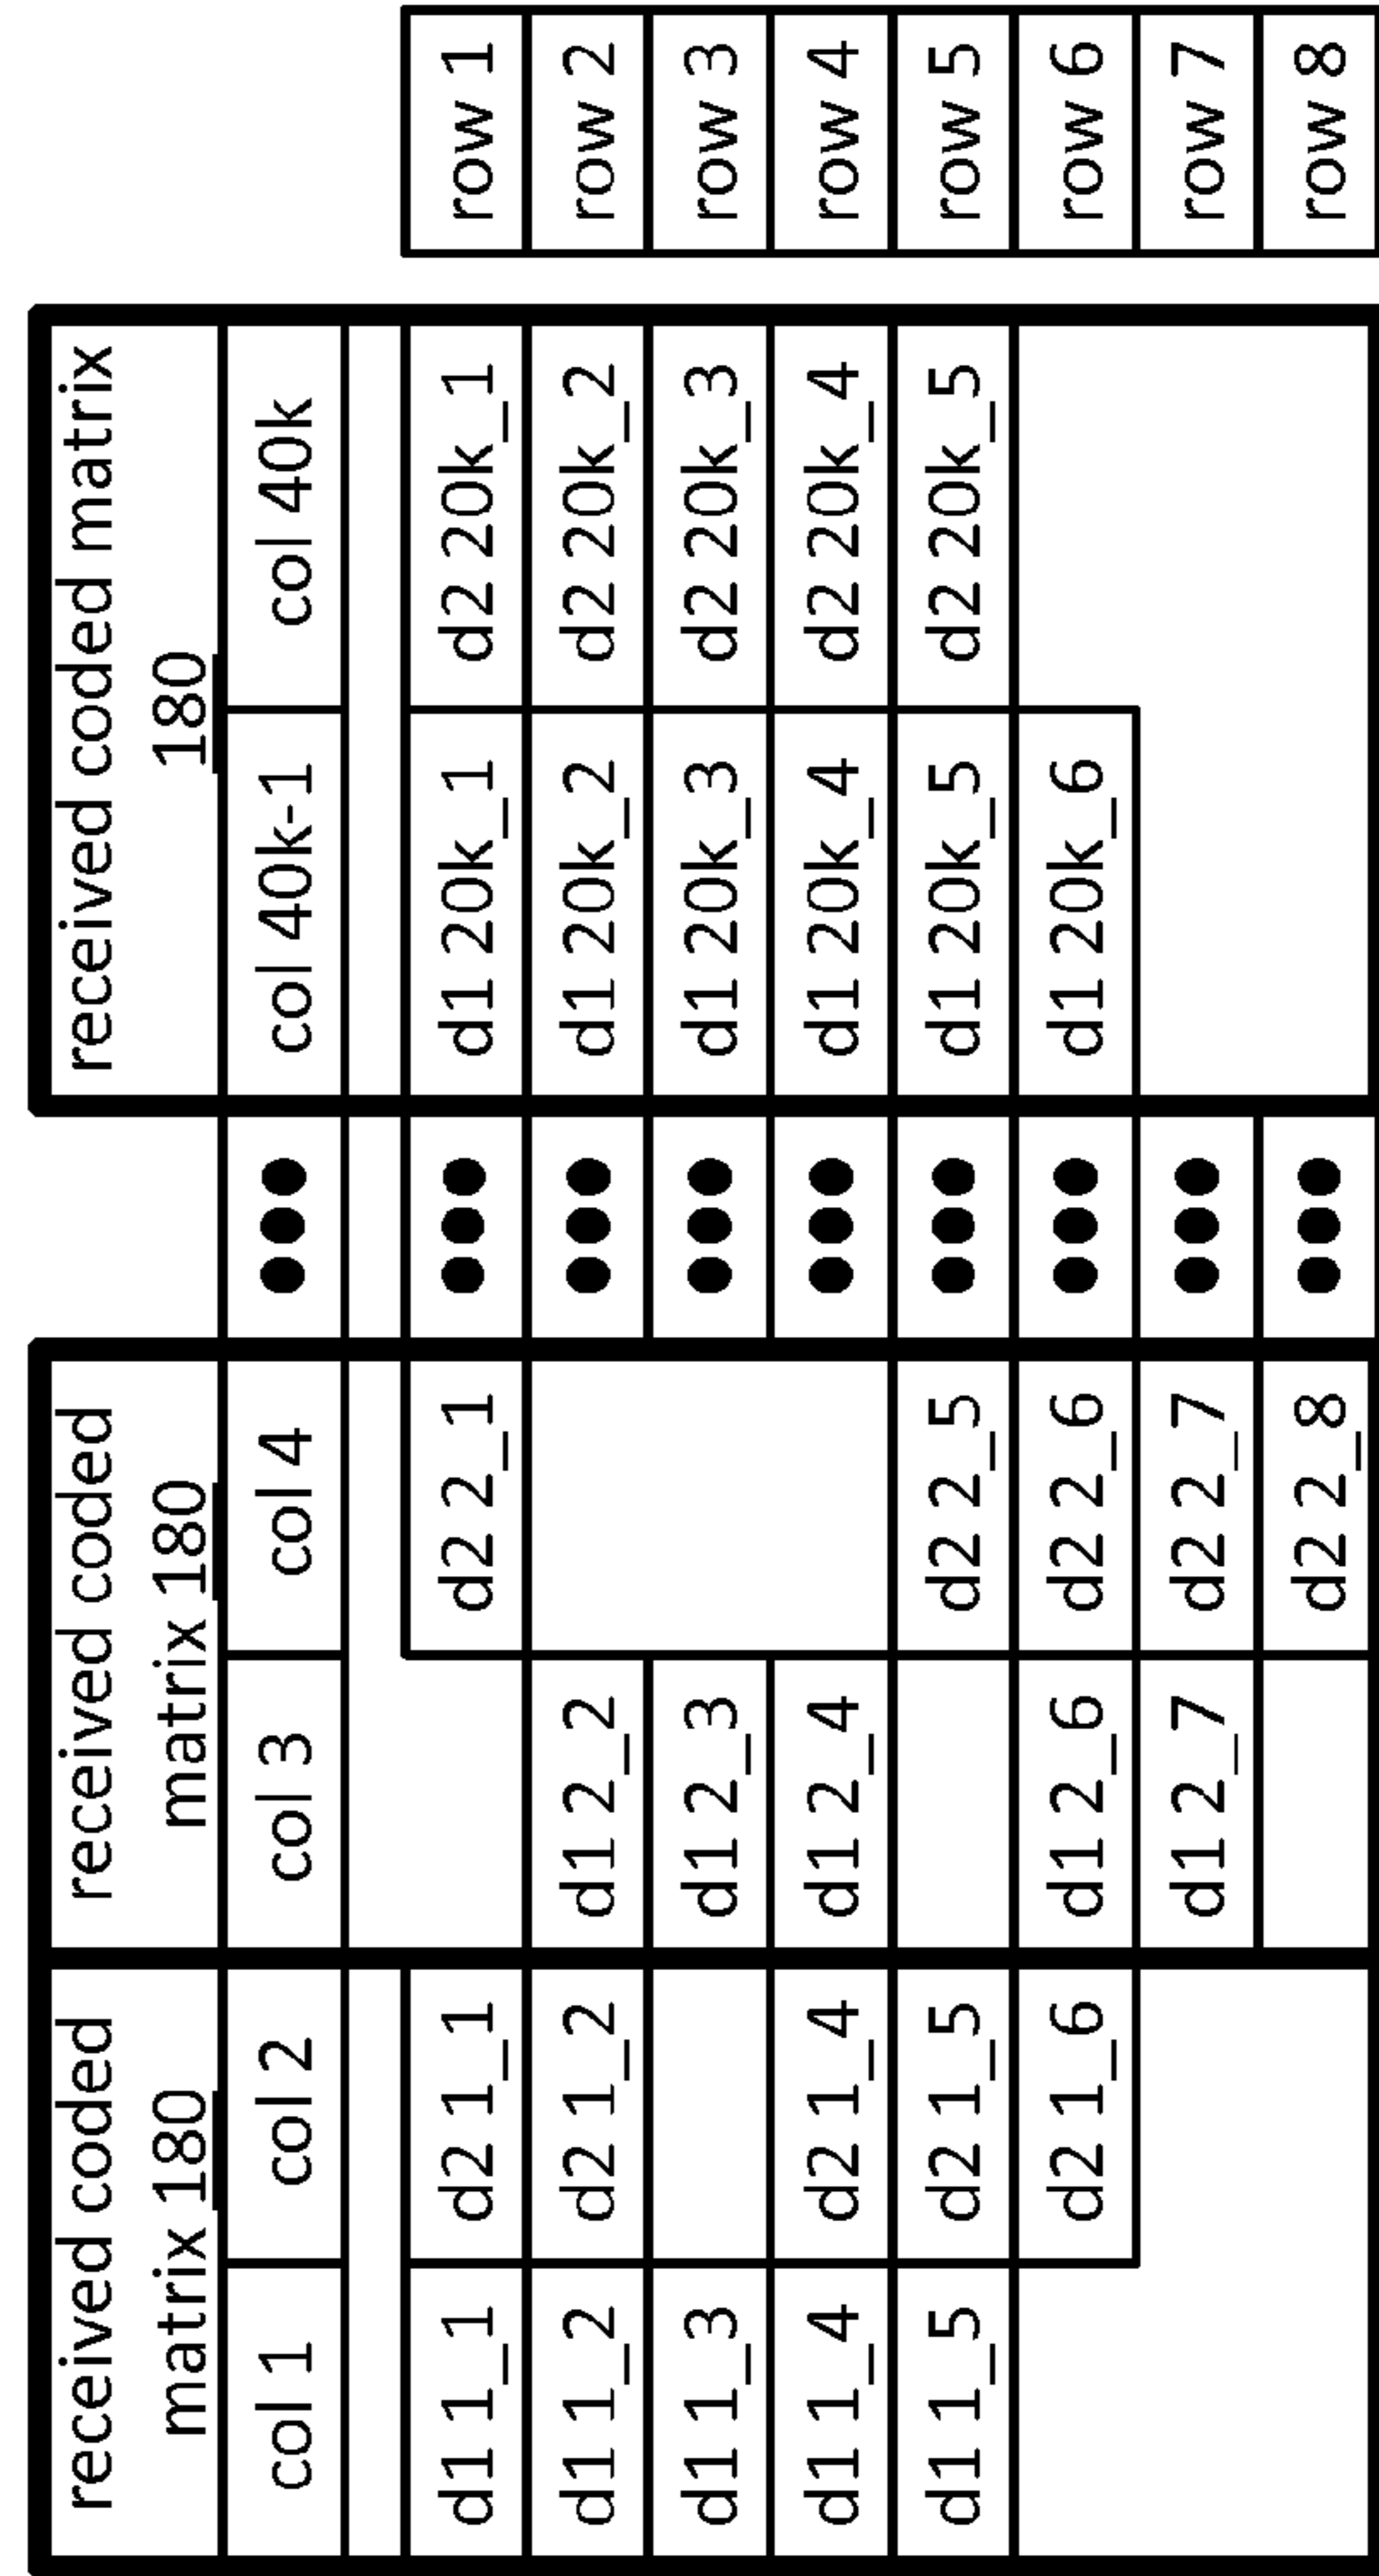 received coded
matrix 180
received coded
matrix 180
received coded matrix
180
col 1 col 2 col 3 col 4 ●●● col 40k-1 col 40k
d1 1_1 d2 1_1 d2 2_1 ●●● d1 20k_1 d2 20k_1 row 1
d1 1_2 d2 1_2 d1 2_2 ●●● d1 20k_2 d2 20k_2 row 2
d1 1_3 d1 2_3 ●●● d1 20k_3 d2 20k_3 row 3
d1 1_4 d2 1_4 d1 2_4 ●●● d1 20k_4 d2 20k_4 row 4
d1 1_5 d2 1_5 d2 2_5 ●●● d1 20k_5 d2 20k_5 row 5
d2 1_6 d1 2_6 d2 2_6 ●●● d1 20k_6 row 6
d1 2_7 d2 2_7 ●●● row 7
d2 2_8 ●●● row 8